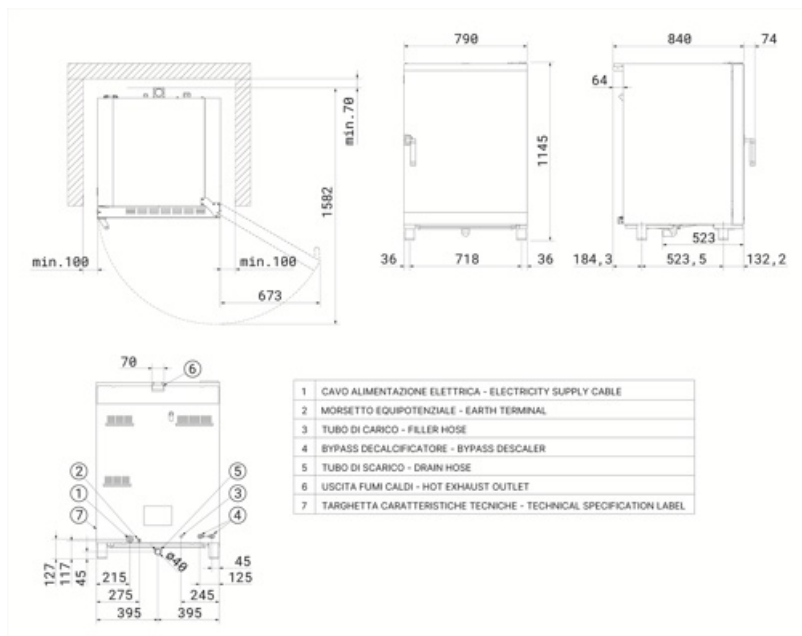 790
840
74
64
min.70
1582
1145
523
min.100
min.100
673
36
718
36
184,3
523,5
132,2
70
6
2
1
7
5
3
4
ø40
127
117
45
215
275
395
45
125
245
395
1 CAVO ALIMENTAZIONE ELETTRICA - ELECTRICITY SUPPLY CABLE
2 MORSETTO EQUIPOTENZIALE - EARTH TERMINAL
3 TUBO DI CARICO - FILLER HOSE
4 BYPASS DECALCIFICATORE - BYPASS DESCALER
5 TUBO DI SCARICO - DRAIN HOSE
6 USCITA FUMI CALDI - HOT EXHAUST OUTLET
7 TARGHETTA CARATTERISTICHE TECNICHE - TECHNICAL SPECIFICATION LABEL